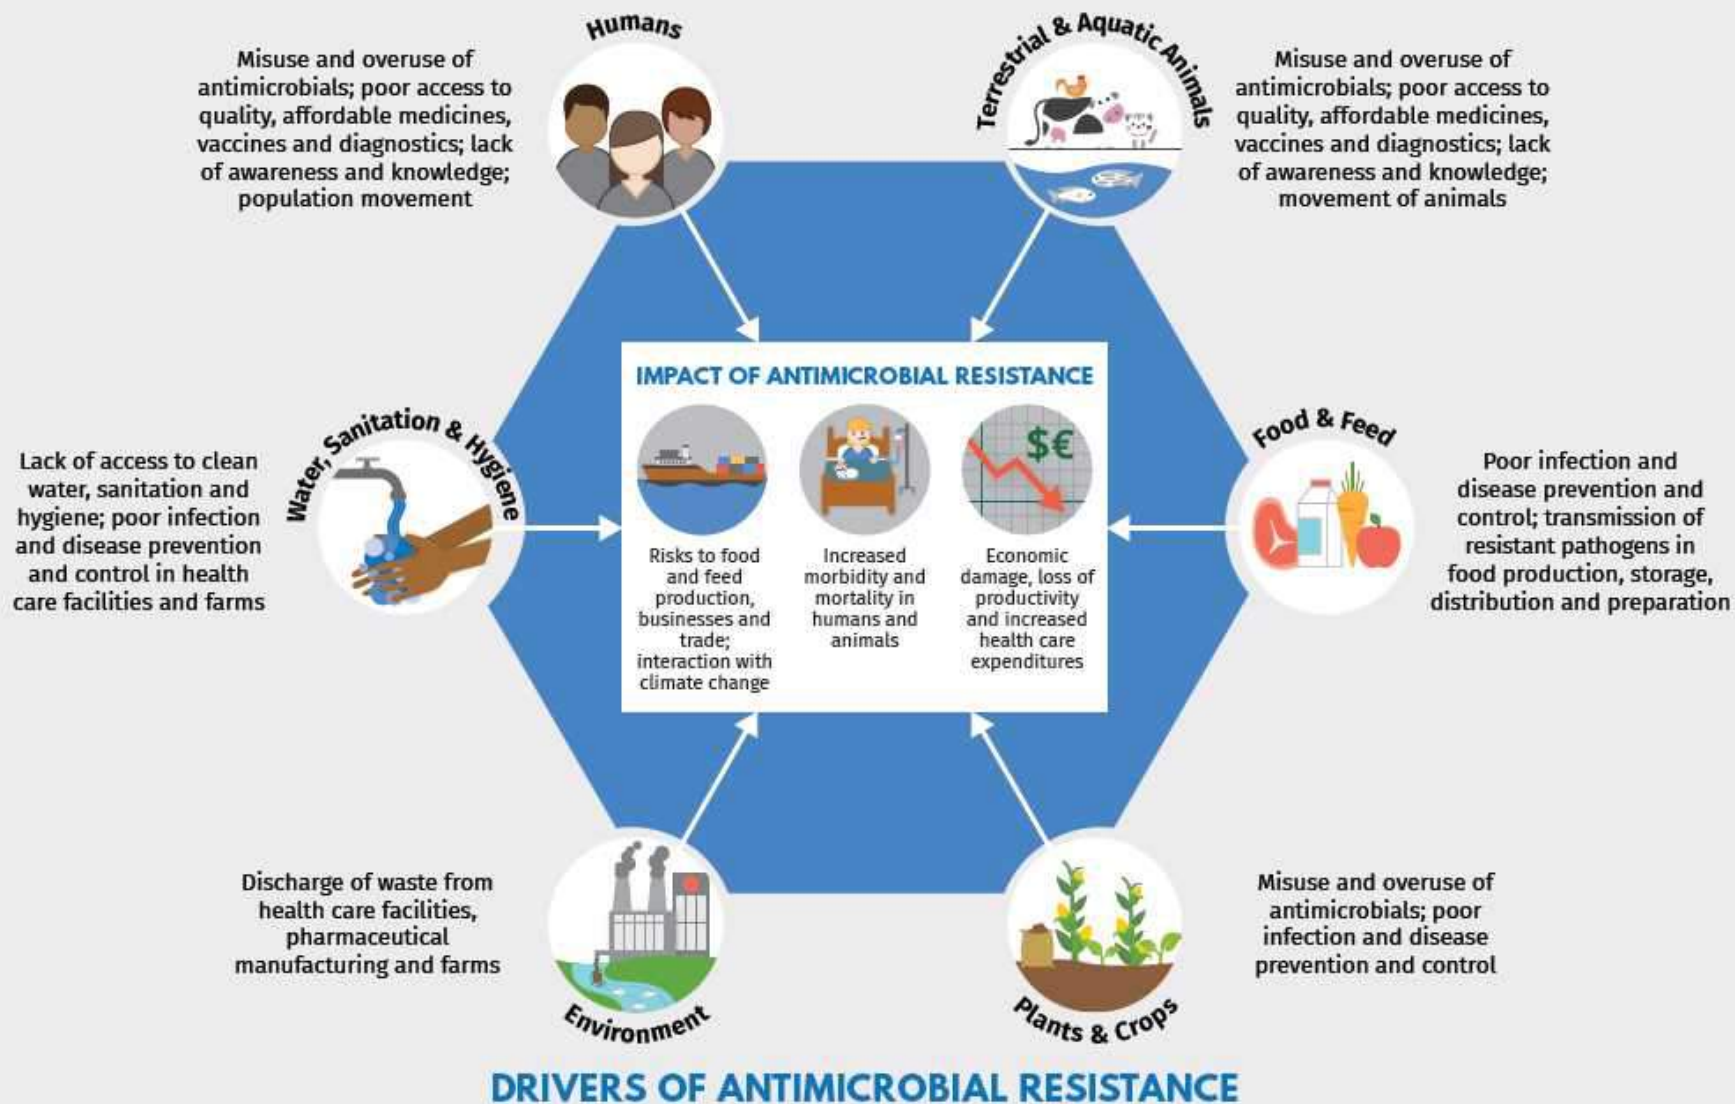 Humans
Misuse and overuse of
antimicrobials; poor access to
quality, affordable medicines,
vaccines and diagnostics; lack
of awareness and knowledge;
population movement
Terrestrial & Aquatic Animals
Misuse and overuse of
antimicrobials; poor access to
quality, affordable medicines,
vaccines and diagnostics; lack
of awareness and knowledge;
movement of animals
Water, Sanitation & Hygiene
Lack of access to clean
water, sanitation and
hygiene; poor infection
and disease prevention
and control in health
care facilities and farms
IMPACT OF ANTIMICROBIAL RESISTANCE
$€
Risks to food
and feed
production,
businesses and
trade;
interaction with
climate change
Increased
morbidity and
mortality in
humans and
animals
Economic
damage, loss of
productivity
and increased
health care
expenditures
Food & Feed
Poor infection and
disease prevention and
control; transmission of
resistant pathogens in
food production, storage,
distribution and preparation
Discharge of waste from
health care facilities,
pharmaceutical
manufacturing and farms
Environment
Misuse and overuse of
antimicrobials; poor
infection and disease
prevention and control
Plants & Crops
DRIVERS OF ANTIMICROBIAL RESISTANCE